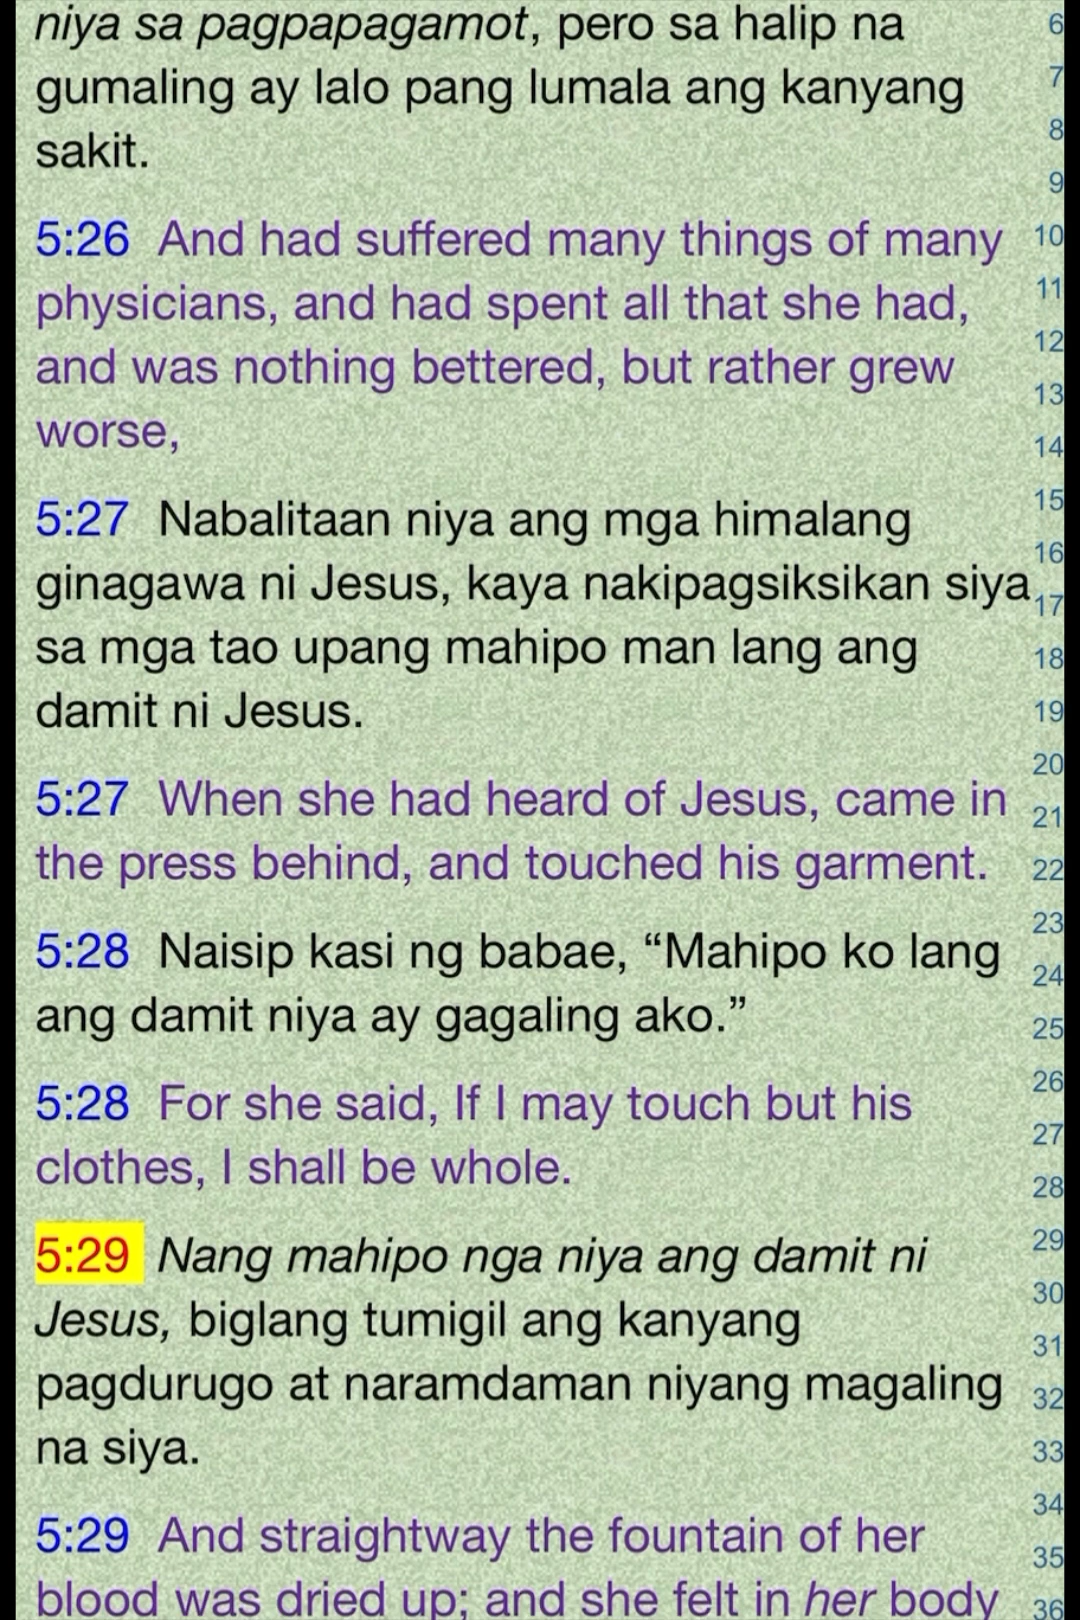 niya sa pagpapagamot, pero sa halip na
gumaling ay lalo pang lumala ang kanyang
sakit.
5:26 And had suffered many things of many
physicians, and had spent all that she had,
and was nothing bettered, but rather grew
worse,
5:27 Nabalitaan niya ang mga himalang
ginagawa ni Jesus, kaya nakipagsiksikan siya
sa mga tao upang mahipo man lang ang
damit ni Jesus.
5:27 When she had heard of Jesus, came in
the press behind, and touched his garment.
5:28 Naisip kasi ng babae, “Mahipo ko lang
ang damit niya ay gagaling ako.”
5:28 For she said, If I may touch but his
clothes, I shall be whole.
5:29 Nang mahipo nga niya ang damit ni
Jesus, biglang tumigil ang kanyang
pagdurugo at naramdaman niyang magaling
na siya.
5:29 And straightway the fountain of her
blood was dried up; and she felt in her body
6
7
8
9
10
11
12
13
14
15
16
17
18
19
20
21
22
23
24
25
26
27
28
29
30
31
32
33
34
35
36